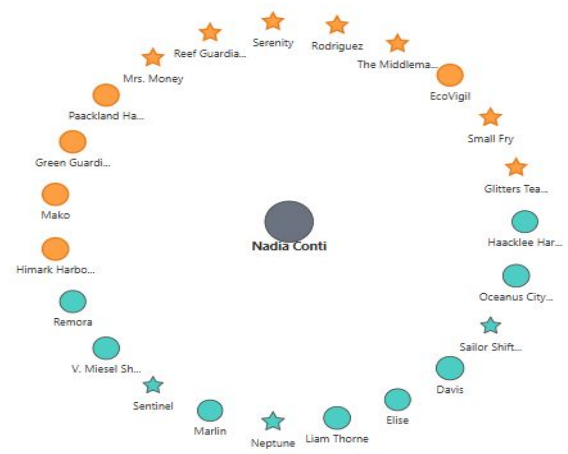 Serenity
Rodriguez
Reef Guardia...
The Middlema...
Mrs. Money
EcoVigil
Paackland Ha...
Small Fry
Green Guardi...
Glitters Tea...
Mako
Haacklee Har...
Nadia Conti
Himark Harbo...
Oceanus City...
Remora
Sailor Shift...
V. Miesel Sh...
Davis
Sentinel
Elise
Marlin
Liam Thorne
Neptune